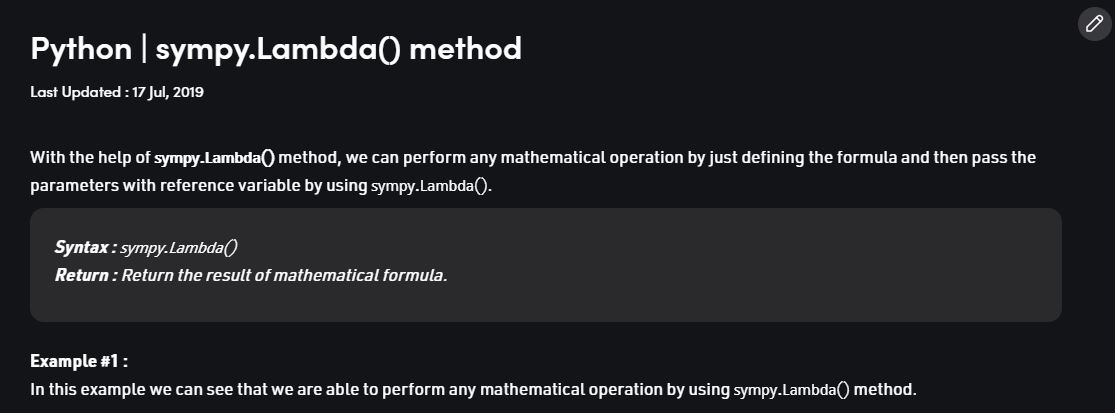 Python | sympy.Lambda() method
Last Updated : 17 Jul, 2019
With the help of sympy.Lambda() method, we can perform any mathematical operation by just defining the formula and then pass the
parameters with reference variable by using sympy.Lambda().
Syntax : sympy.Lambda()
Return : Return the result of mathematical formula.
Example #1 :
In this example we can see that we are able to perform any mathematical operation by using sympy.Lambda() method.